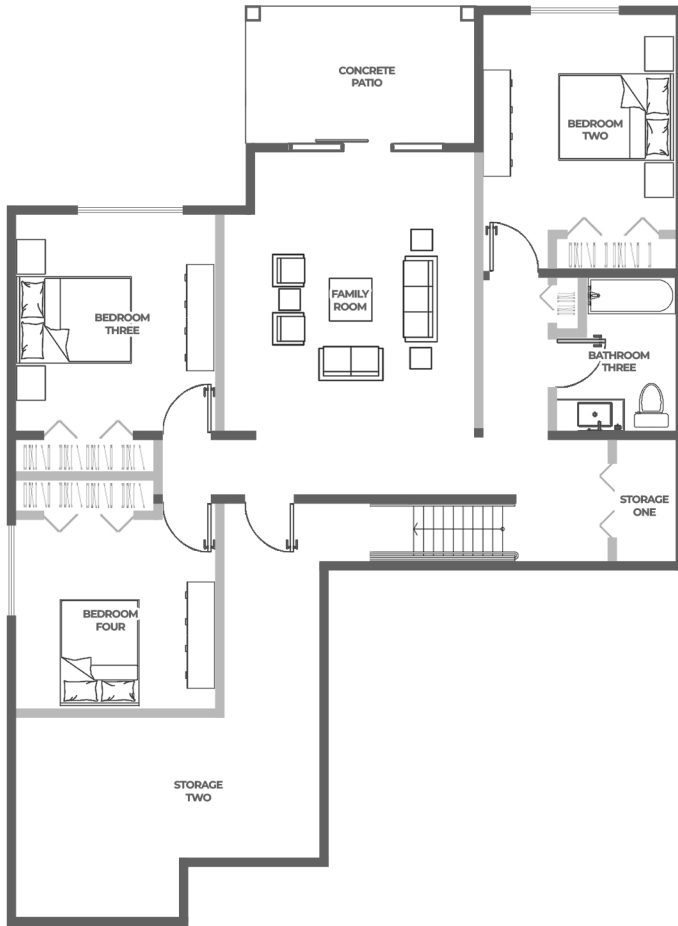 CONCRETE
PATIO
BEDROOM
TWO
FAMILY
ROOM
BEDROOM
THREE
BATHROOM
THREE
STORAGE
ONE
BEDROOM
FOUR
STORAGE
TWO